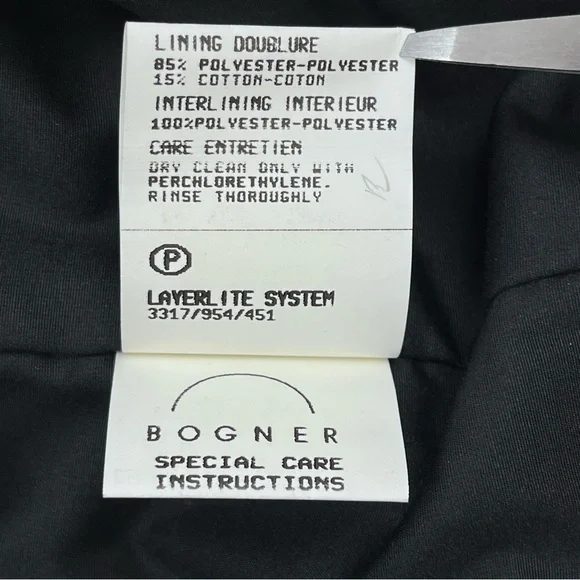 LINING DOUBLURE
85% POLYESTER-POLYESTER
15% COTTON-COTON
INTERLINING INTERIEUR
100%POLYESTER-POLYESTER
CARE ENTRETIEN
DRY CLEAN ONLY WITH
PERCHLORETHYLENE.
RINSE THOROUGHLY
P
LAYERLITE SYSTEM
3317/954/451
BOGNER
SPECIAL CARE
INSTRUCTIONS